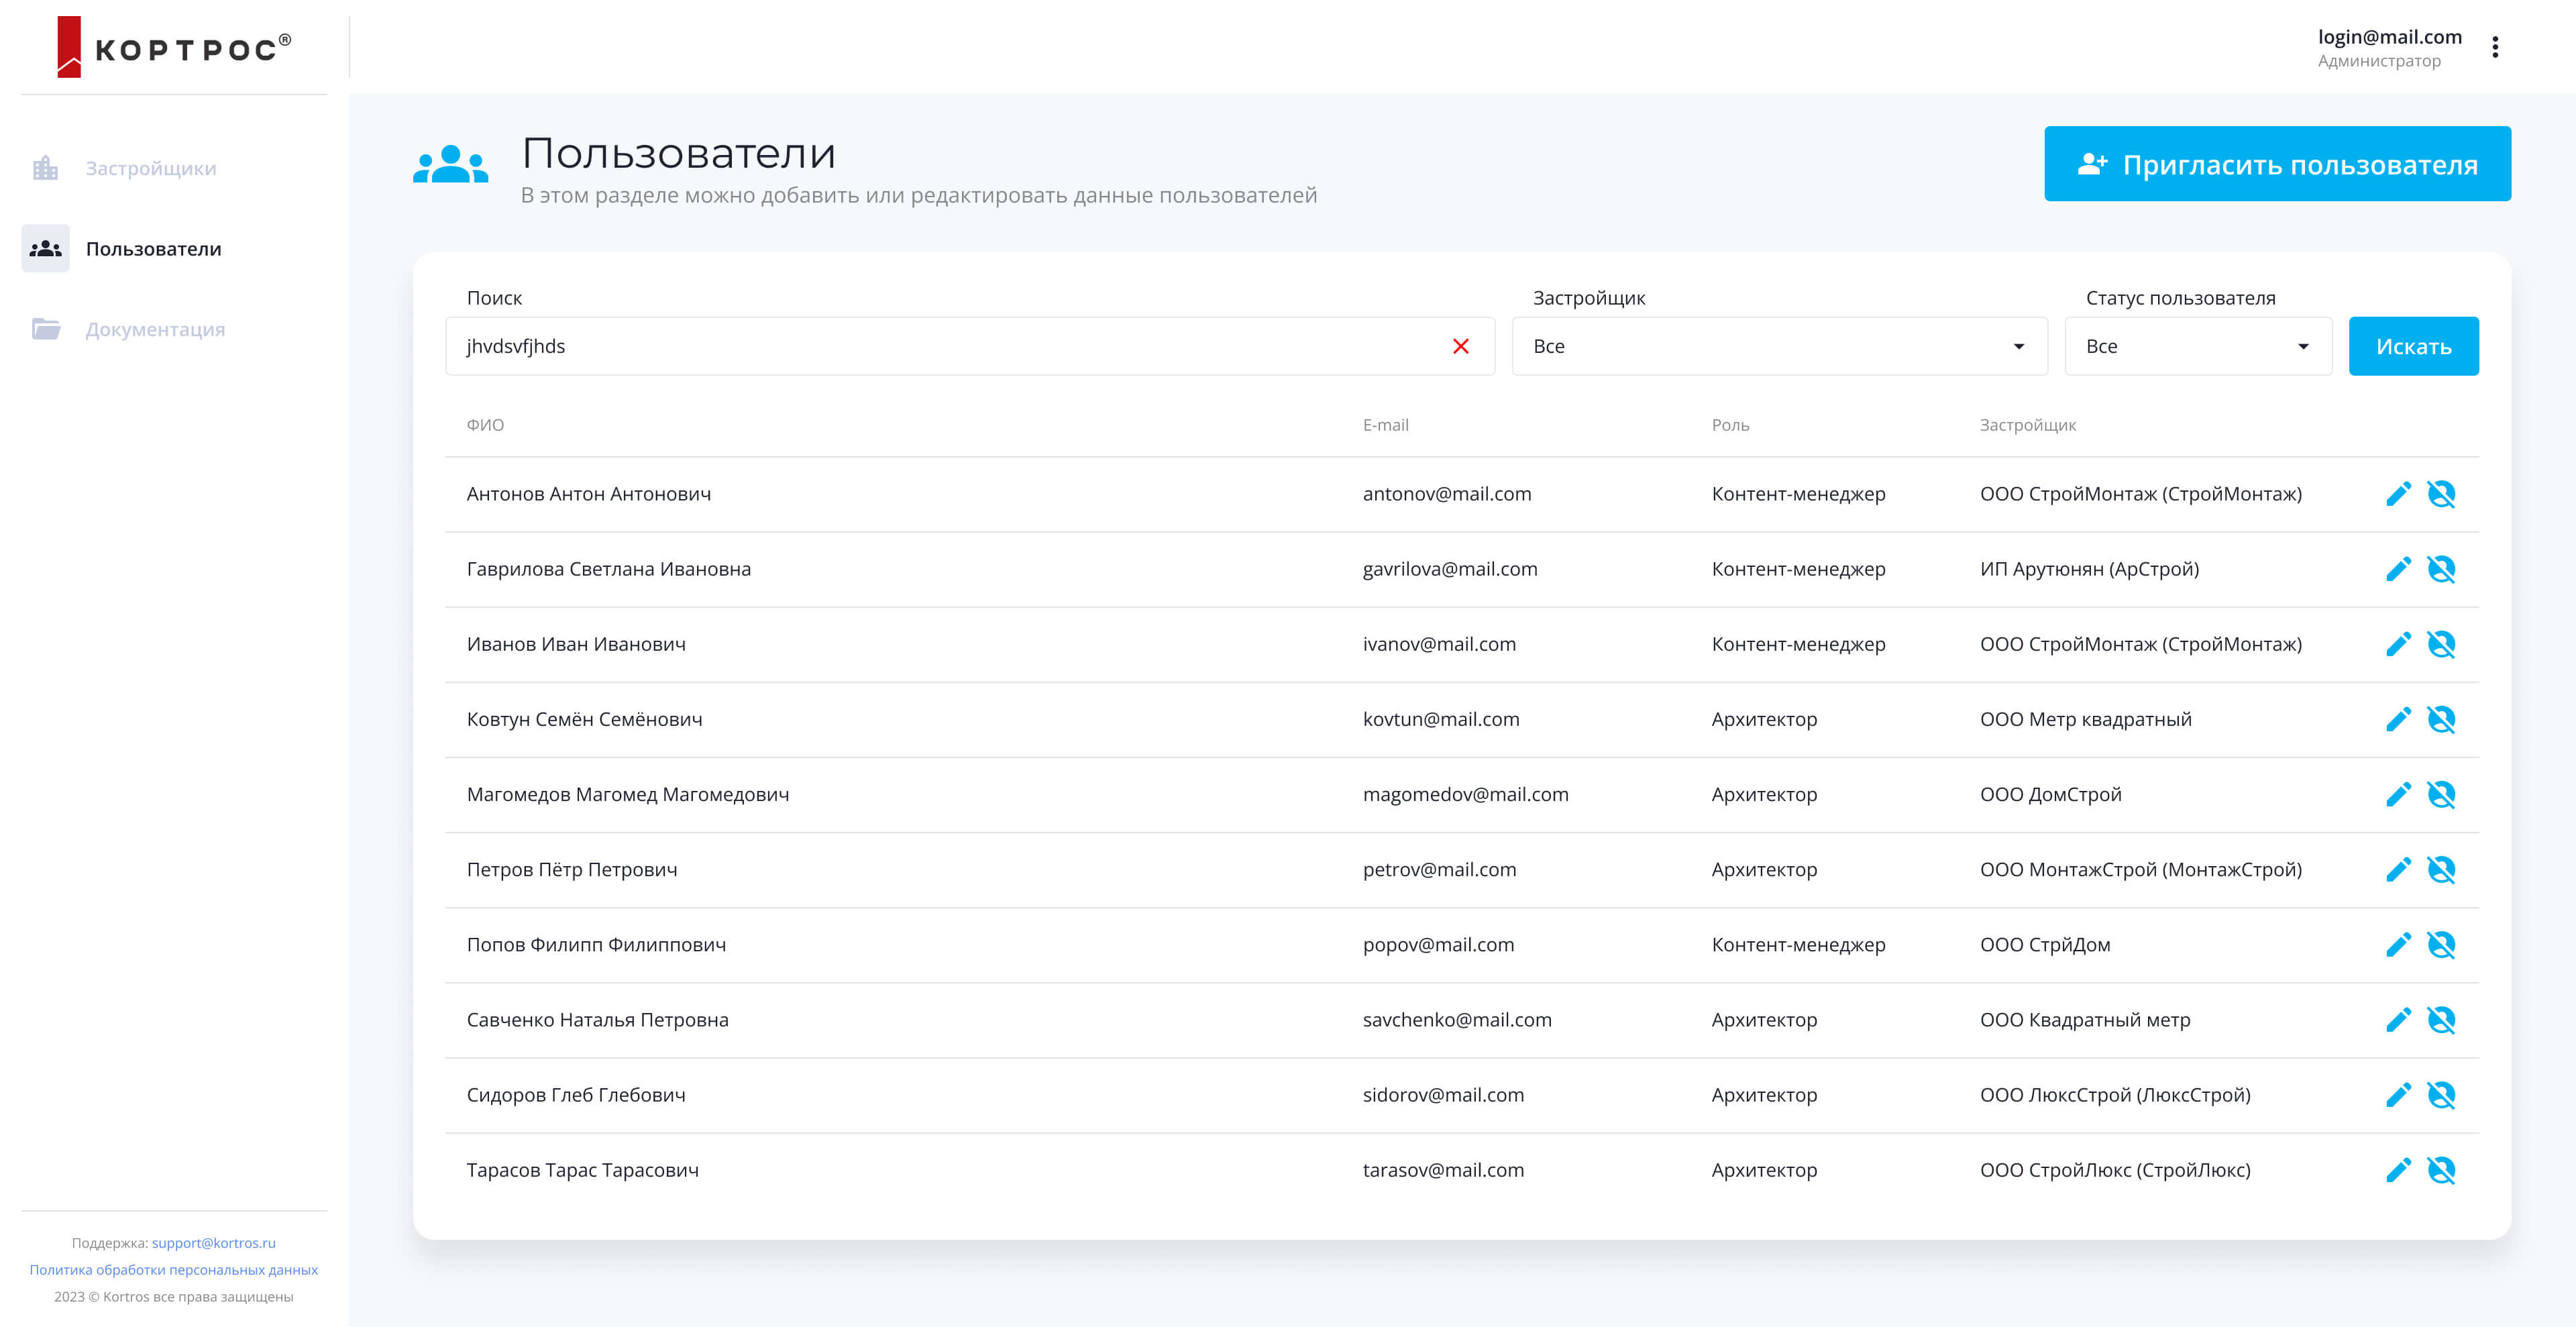 КОРТРОС®
login@mail.com
Администратор
Застройщики
Пользователи
Документация
Пользователи
В этом разделе можно добавить или редактировать данные пользователей
Пригласить пользователя
Поиск Застройщик Статус пользователя
jhvdsvfjhds Все Все Искать
ФИО E-mail Роль Застройщик
Антонов Антон Антонович antonov@mail.com Контент-менеджер ООО СтройМонтаж (СтройМонтаж)
Гаврилова Светлана Ивановна gavrilova@mail.com Контент-менеджер ИП Арутюнян (АрСтрой)
Иванов Иван Иванович ivanov@mail.com Контент-менеджер ООО СтройМонтаж (СтройМонтаж)
Ковтун Семён Семёнович kovtun@mail.com Архитектор ООО Метр квадратный
Магомедов Магомед Магомедович magomedov@mail.com Архитектор ООО ДомСтрой
Петров Пётр Петрович petrov@mail.com Архитектор ООО МонтажСтрой (МонтажСтрой)
Попов Филипп Филиппович popov@mail.com Контент-менеджер ООО СтрйДом
Савченко Наталья Петровна savchenko@mail.com Архитектор ООО Квадратный метр
Сидоров Глеб Глебович sidorov@mail.com Архитектор ООО ЛюксСтрой (ЛюксСтрой)
Тарасов Тарас Тарасович tarasov@mail.com Архитектор ООО СтройЛюкс (СтройЛюкс)
Поддержка: support@kortros.ru
Политика обработки персональных данных
2023 © Kortros все права защищены